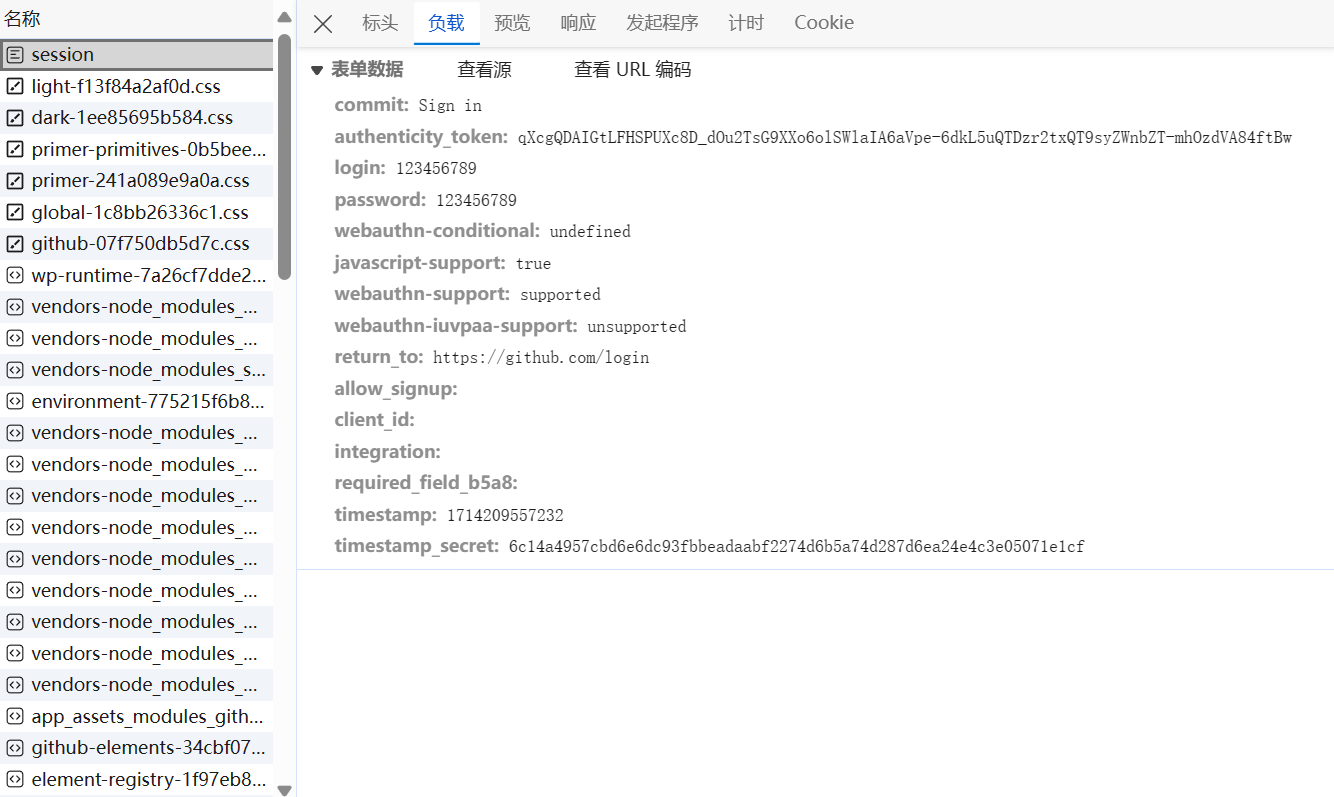 名称
session
light-f13f84a2af0d.css
dark-1ee85695b584.css
primer-primitives-0b5bee...
primer-241a089e9a0a.css
global-1c8bb26336c1.css
github-07f750db5d7c.css
wp-runtime-7a26cf7dde2...
vendors-node_modules_...
vendors-node_modules_...
vendors-node_modules_s...
environment-775215f6b8...
vendors-node_modules_...
vendors-node_modules_...
vendors-node_modules_...
vendors-node_modules_...
vendors-node_modules_...
vendors-node_modules_...
vendors-node_modules_...
vendors-node_modules_...
vendors-node_modules_...
app_assets_modules_gith...
github-elements-34cbf07...
element-registry-1f97eb8...
标头 负载 预览 响应 发起程序 计时 Cookie
表单数据 查看源 查看 URL 编码
commit: Sign in
authenticity_token: qXcgQDAIGtLFHSPUXc8D_dOu2TsG9XXo6olSWlaIA6aVpe-6dkL5uQTDzr2txQT9syZWnbZT-mhOzdVA84ftBw
login: 123456789
password: 123456789
webauthn-conditional: undefined
javascript-support: true
webauthn-support: supported
webauthn-iuvpaa-support: unsupported
return_to: https://github.com/login
allow_signup:
client_id:
integration:
required_field_b5a8:
timestamp: 1714209557232
timestamp_secret: 6c14a4957cbd6e6dc93fbbeadaabf2274d6b5a74d287d6ea24e4c3e05071e1cf